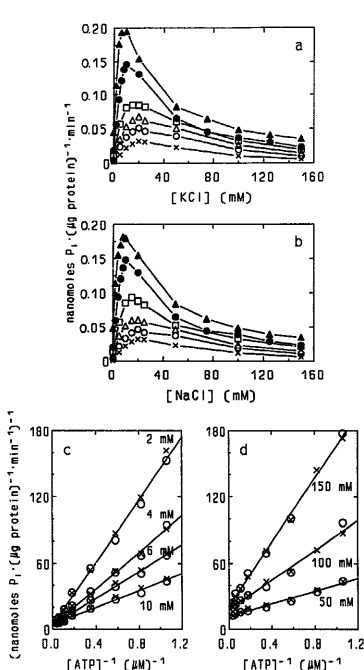 0.20
0.15
0.10
0.05
0
a
0 40 80 120 160
[KCl] (mM)
nanomoles Pi·(μg protein)⁻¹·min⁻¹
0.20
0.15
0.10
0.05
0
b
0 40 80 120 160
[NaCl] (mM)
(nanomoles Pi·(μg protein)⁻¹·min⁻¹)⁻¹
180
120
60
0
c
2 mM
4 mM
6 mM
10 mM
0.0 0.4 0.8 1.2
[ATP]⁻¹ (μM)⁻¹
180
120
60
0
d
150 mM
100 mM
50 mM
0.0 0.4 0.8 1.2
[ATP]⁻¹ (μM)⁻¹